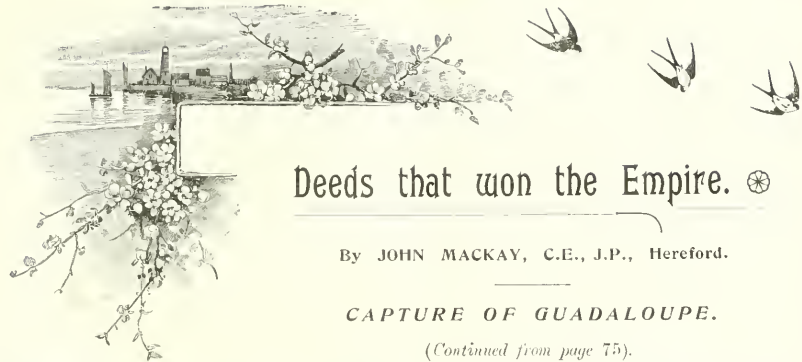 Deeds that won the Empire.
By JOHN MACKAY, C.E., J.P., Hereford.
CAPTURE OF GUADALOUPE.
(Continued from page 75).